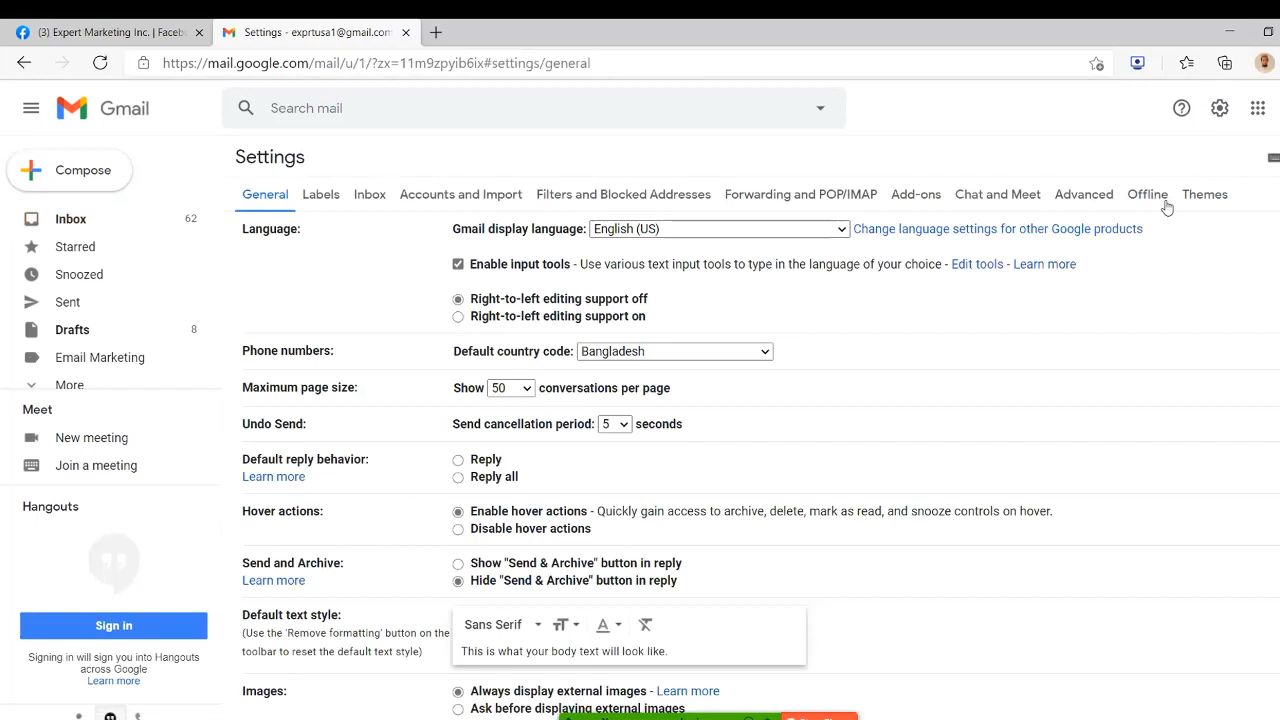 (3) Expert Marketing Inc. | Faceb
Settings - exprtusa1@gmail.com
https://mail.google.com/mail/u/1/?zx=11m9zpyib6ix#settings/general
Gmail
Search mail
Compose
Inbox 62
Starred
Snoozed
Sent
Drafts 8
Email Marketing
More
Meet
New meeting
Join a meeting
Hangouts
Sign in
Signing in will sign you into Hangouts
across Google
Learn more
Settings
General Labels Inbox Accounts and Import Filters and Blocked Addresses Forwarding and POP/IMAP Add-ons Chat and Meet Advanced Offline Themes
Language: Gmail display language: English (US) Change language settings for other Google products
Enable input tools - Use various text input tools to type in the language of your choice - Edit tools - Learn more
Right-to-left editing support off
Right-to-left editing support on
Phone numbers: Default country code: Bangladesh
Maximum page size: Show 50 conversations per page
Undo Send: Send cancellation period: 5 seconds
Default reply behavior: Reply
Learn more Reply all
Hover actions: Enable hover actions - Quickly gain access to archive, delete, mark as read, and snooze controls on hover.
Disable hover actions
Send and Archive: Show "Send & Archive" button in reply
Learn more Hide "Send & Archive" button in reply
Default text style: Sans Serif
(Use the 'Remove formatting' button on the
toolbar to reset the default text style) This is what your body text will look like.
Images: Always display external images - Learn more
Ask before displaying external images